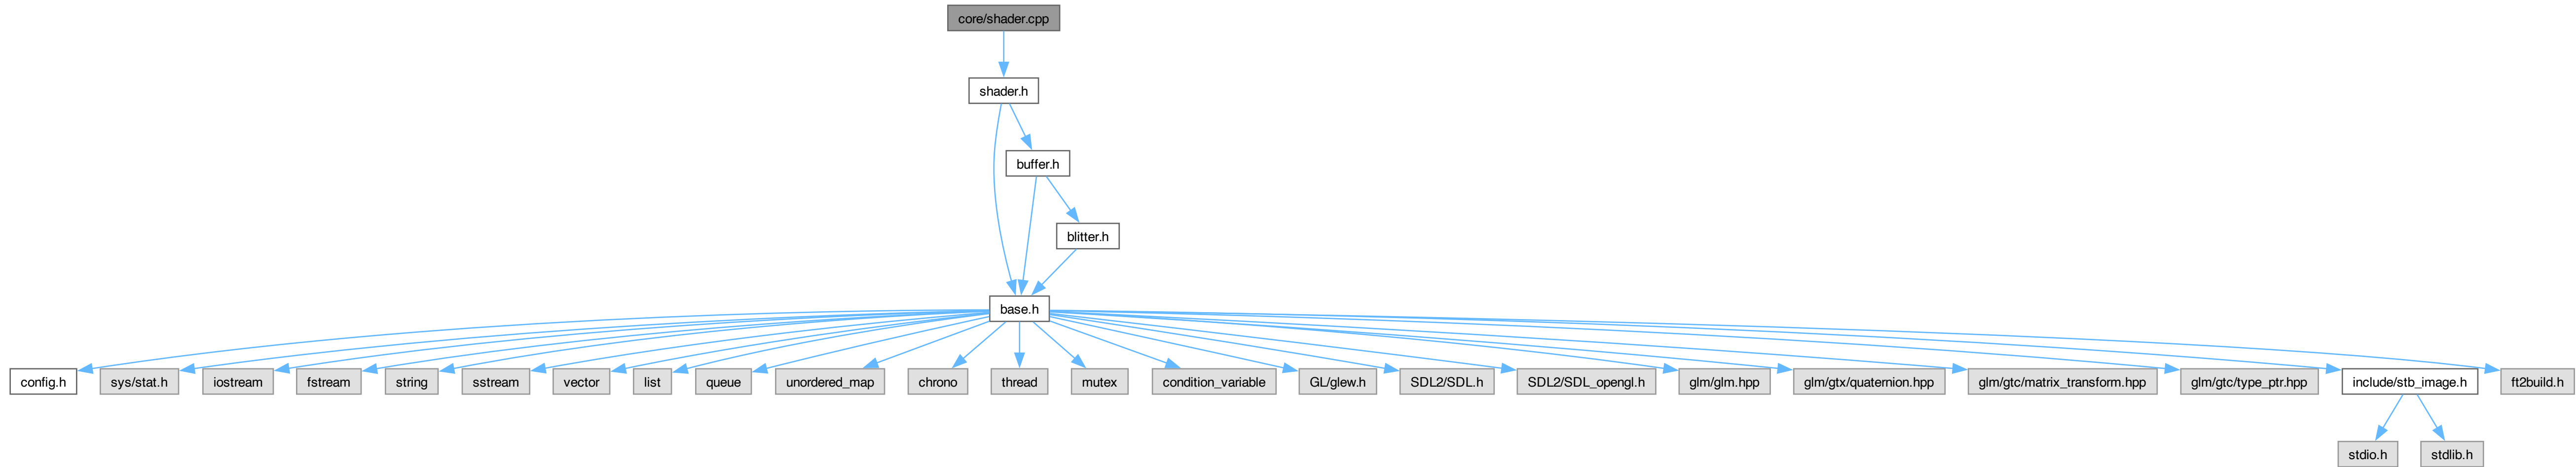 core/shader.cpp
shader.h
buffer.h
blitter.h
base.h
config.h
sys/stat.h
iostream
fstream
string
sstream
vector
list
queue
unordered_map
chrono
thread
mutex
condition_variable
GL/glew.h
SDL2/SDL.h
SDL2/SDL_opengl.h
glm/glm.hpp
glm/gtx/quaternion.hpp
glm/gtc/matrix_transform.hpp
glm/gtc/type_ptr.hpp
include/stb_image.h
ft2build.h
stdio.h
stdlib.h